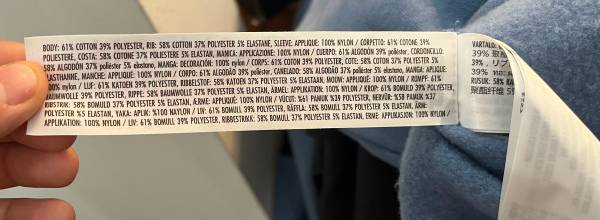 BODY: 61% COTTON 39% POLYESTER, RIB: 58% COTTON 37% POLYESTER 5% ELASTANE, SLEEVE: APPLIQUE: 100% NYLON / CORPETTO: 61% COTONE 39%
POLIESTERE, COSTA: 58% COTONE 37% POLIESTERE 5% ELASTAN, MANICA: APPLICAZIONE: 100% NYLON / CUERPO: 61% ALGODÓN 39% poliéster, CORDONCILLO:
58% ALGODÓN 37% poliéster 5% elastano, MANGA: DECORACIÓN: 100% nylon / CORPS: 61% COTON 39% POLYESTER, COTE: 58% COTON 37% POLYESTER 5%
ELASTHANNE, MANCHE: APPLIQUE: 100% NYLON / CORPO: 61% ALGODÃO 39% poliéster, CANELADO: 58% ALGODÃO 37% poliéster 5% elastano, MANGA: APLIQUE:
100% nylon / LIJF: 61% KATOEN 39% POLYESTER, RIBBELSTOF: 58% KATOEN 37% POLYESTER 5% ELASTAAN, MOUW: 100% NYLON / RUMPF: 61%
BAUMWOLLE 39% POLYESTER, RIPPE: 58% BAUMWOLLE 37% POLYESTER 5% ELASTAN, ÄRMEL: APPLIKATION: 100% NYLON / KROP: 61% BOMULD 39% POLYESTER,
RIBSTRIK: 58% BOMULD 37% POLYESTER 5% ELASTAN, ÆRME: APLIKATION: 100% NYLON / VÜCUT: %61 PAMUK %39 POLYESTER, NERVÜR: %58 PAMUK %37
POLYESTER %5 ELASTAN, YAKA: APLIK: %100 NAYLON / LIV: 61% BOMULL 39% POLYESTER, RÄFFLA: 58% BOMULL 37% POLYESTER 5% ELASTAN, ÄRM:
APPLIKATION: 100% NYLON / LIV: 61% BOMULL 39% POLYESTER, RIBBESTRIKK: 58% BOMULL 37% POLYESTER 5% ELASTAN, ERME: APPLIKASJON: 100% NYLON /
VARTALO:
39% 
39%, リブ
39%
RIUSUK: 58%
聚酯纤维 5%